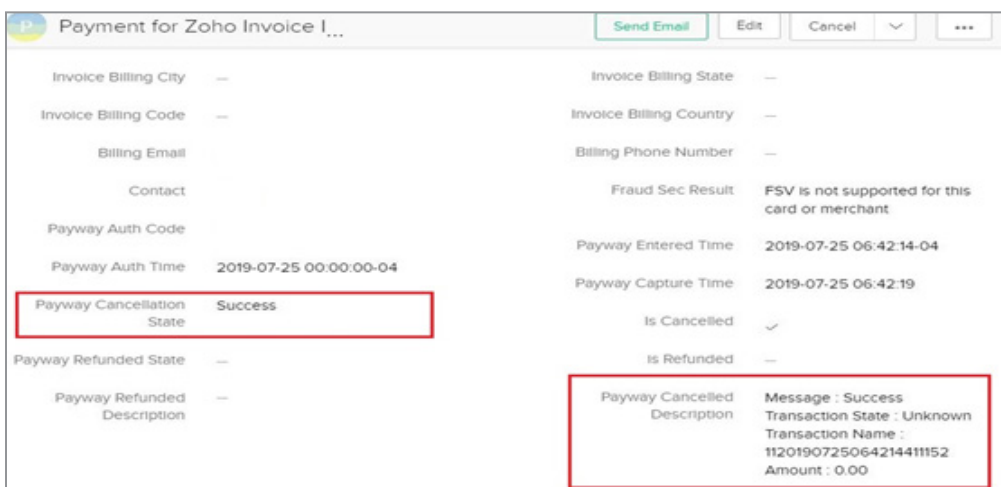 P
Payment for Zoho Invoice I...
Send Email
Edit
Cancel
Invoice Billing City —
Invoice Billing State —
Invoice Billing Code —
Invoice Billing Country —
Billing Email
Billing Phone Number —
Contact
Fraud Sec Result FSV is not supported for this
card or merchant
Payway Auth Code
Payway Entered Time 2019-07-25 06:42:14-04
Payway Auth Time 2019-07-25 00:00:00-04
Payway Capture Time 2019-07-25 06:42:19
Payway Cancellation
State
Success
Is Cancelled
Payway Refunded State —
Is Refunded —
Payway Refunded
Description
—
Payway Cancelled
Description
Message : Success
Transaction State : Unknown
Transaction Name :
1120190725064214411152
Amount : 0.00